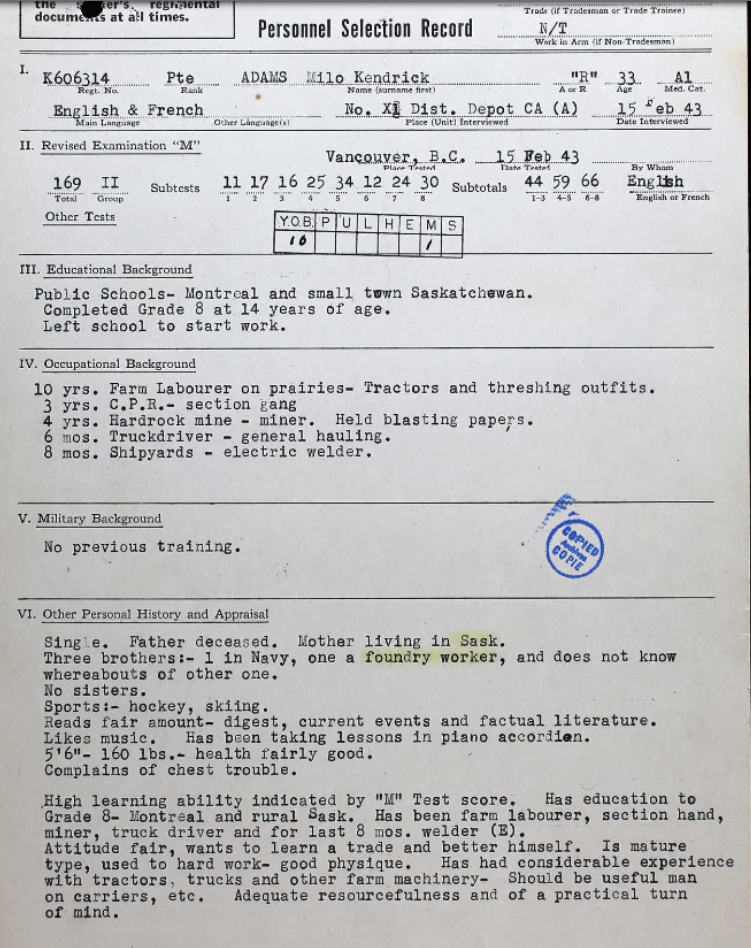 the er's regimental
documents at all times.
Personnel Selection Record
Trade (if Tradesman or Trade Trainee)
N/T
Work in Arm (if Non-Tradesman)
I.
K606314 Pte ADAMS Milo Kendrick "R" 33 A1
Regt. No. Rank Name (surname first) A or R Age Med. Cat.
English & French No. XI Dist. Depot CA (A) 15 Feb 43
Main Language Other Language(s) Place (Unit) Interviewed Date Interviewed
II. Revised Examination "M"
Vancouver, B.C. 15 Feb 43
Place Tested Date Tested By Whom
169 II Subtests 11 17 16 25 34 12 24 30 Subtotals 44 59 66 English
Total Group 1 2 3 4 5 6 7 8 1–3 4–5 6–8 English or French
Other Tests
Y.O.B. P U L H E M S
10 1
III. Educational Background
Public Schools- Montreal and small town Saskatchewan.
Completed Grade 8 at 14 years of age.
Left school to start work.
IV. Occupational Background
10 yrs. Farm Labourer on prairies- Tractors and threshing outfits.
3 yrs. C.P.R.- section gang
4 yrs. Hardrock mine - miner. Held blasting papers.
6 mos. Truckdriver - general hauling.
8 mos. Shipyards - electric welder.
V. Military Background
No previous training.
COPIED
Archives
COPIE
VI. Other Personal History and Appraisal
Single. Father deceased. Mother living in Sask.
Three brothers:- 1 in Navy, one a foundry worker, and does not know
whereabouts of other one.
No sisters.
Sports:- hockey, skiing.
Reads fair amount- digest, current events and factual literature.
Likes music. Has been taking lessons in piano accordien.
5'6"- 160 lbs.- health fairly good.
Complains of chest trouble.
High learning ability indicated by "M" Test score. Has education to
Grade 8- Montreal and rural Sask. Has been farm labourer, section hand,
miner, truck driver and for last 8 mos. welder (E).
Attitude fair, wants to learn a trade and better himself. Is mature
type, used to hard work- good physique. Has had considerable experience
with tractors, trucks and other farm machinery- Should be useful man
on carriers, etc. Adequate resourcefulness and of a practical turn
of mind.